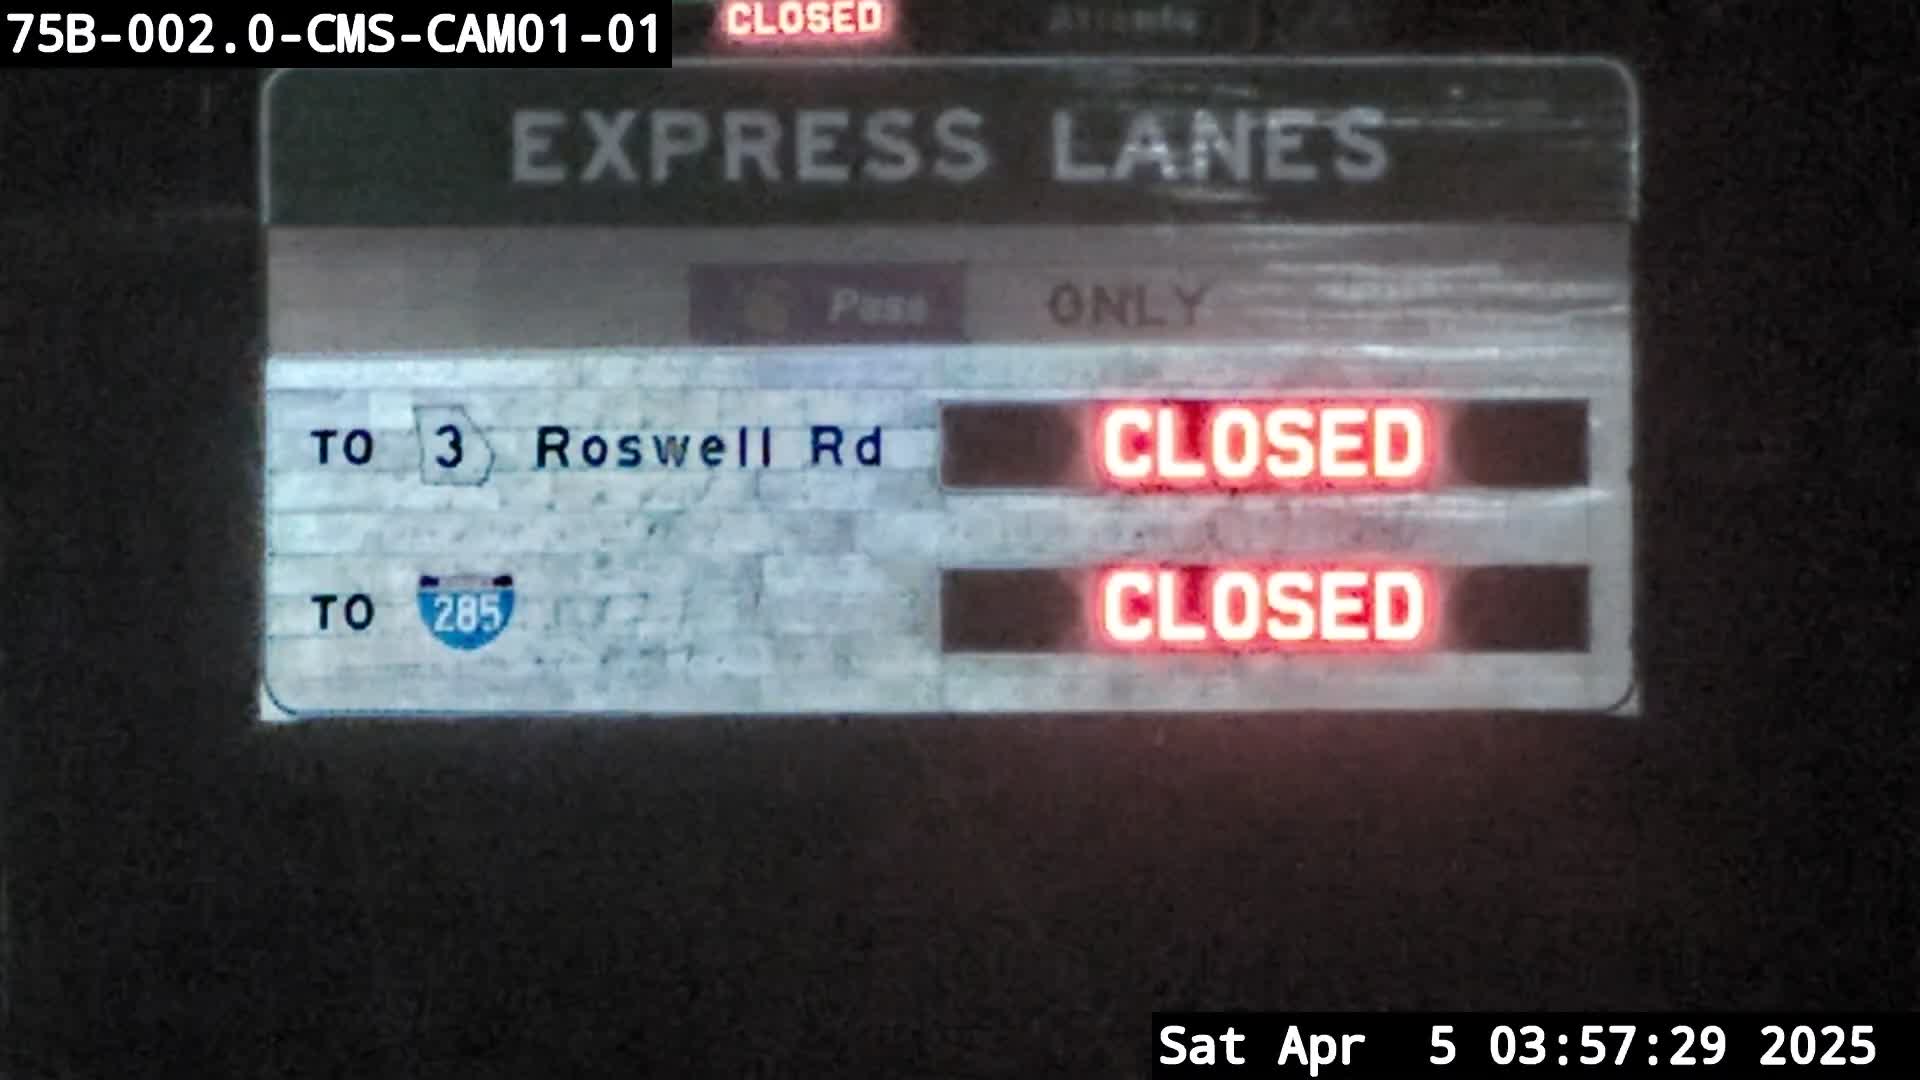 75B-002.0-CMS-CAM01-01
CLOSED
EXPRESS LANES
Pass ONLY
TO 3 Roswell Rd CLOSED
TO 285 CLOSED
Sat Apr 5 03:57:29 2025